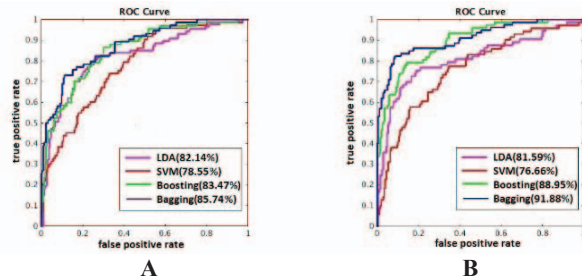 ROC Curve
true positive rate
1
0.9
0.8
0.7
0.6
0.5
0.4
0.3
0.2
0.1
0
LDA(82.14%)
SVM(78.55%)
Boosting(83.47%)
Bagging(85.74%)
0 0.2 0.4 0.6 0.8 1
false positive rate
A
ROC Curve
true positive rate
1
0.9
0.8
0.7
0.6
0.5
0.4
0.3
0.2
0.1
0
LDA(81.59%)
SVM(76.66%)
Boosting(88.95%)
Bagging(91.88%)
0 0.2 0.4 0.6 0.8 1
false positive rate
B